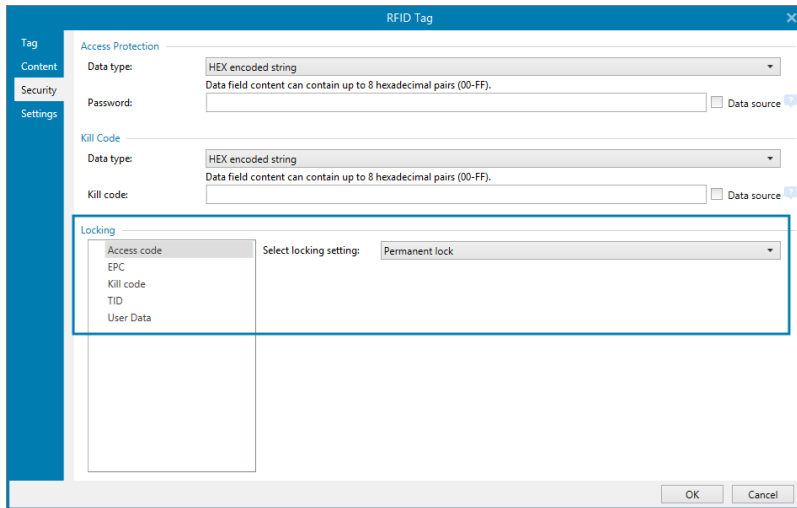 RFID Tag
Tag
Content
Security
Settings
Access Protection
Data type: HEX encoded string
Data field content can contain up to 8 hexadecimal pairs (00-FF).
Password: Data source ?
Kill Code
Data type: HEX encoded string
Data field content can contain up to 8 hexadecimal pairs (00-FF).
Kill code: Data source ?
Locking
Access code Select locking setting: Permanent lock
EPC
Kill code
TID
User Data
OK Cancel